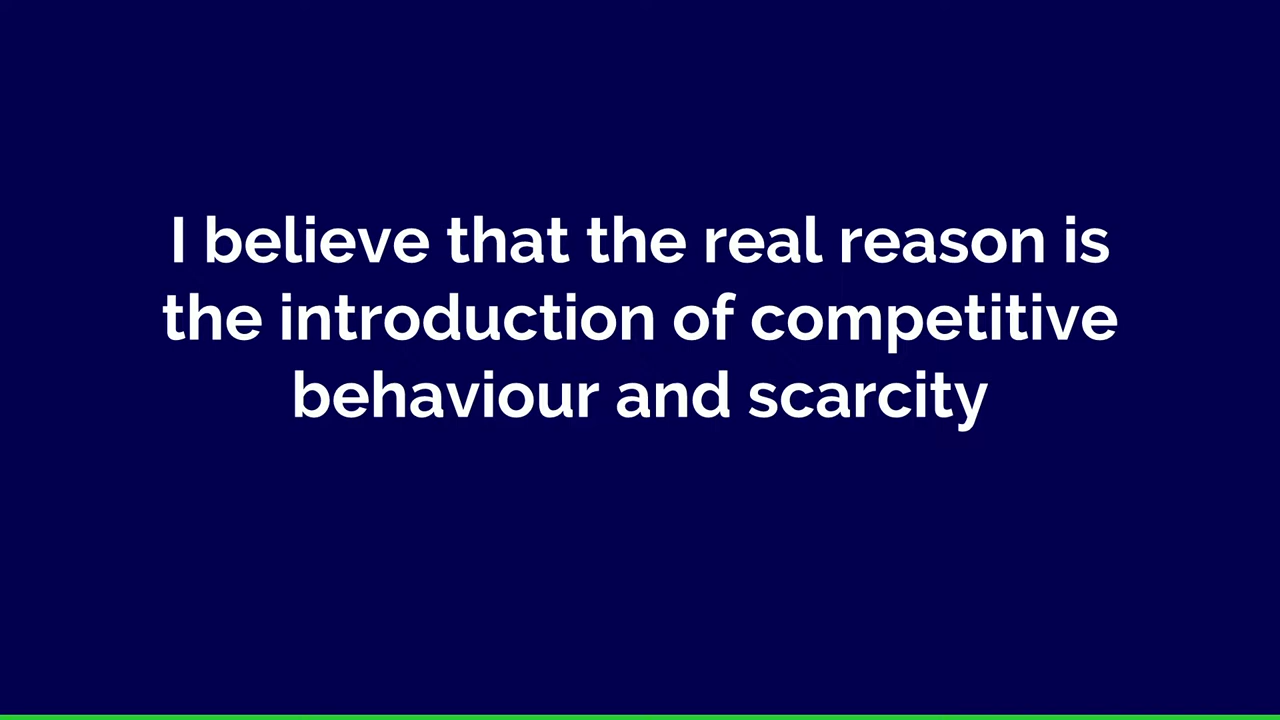 I believe that the real reason is
the introduction of competitive
behaviour and scarcity